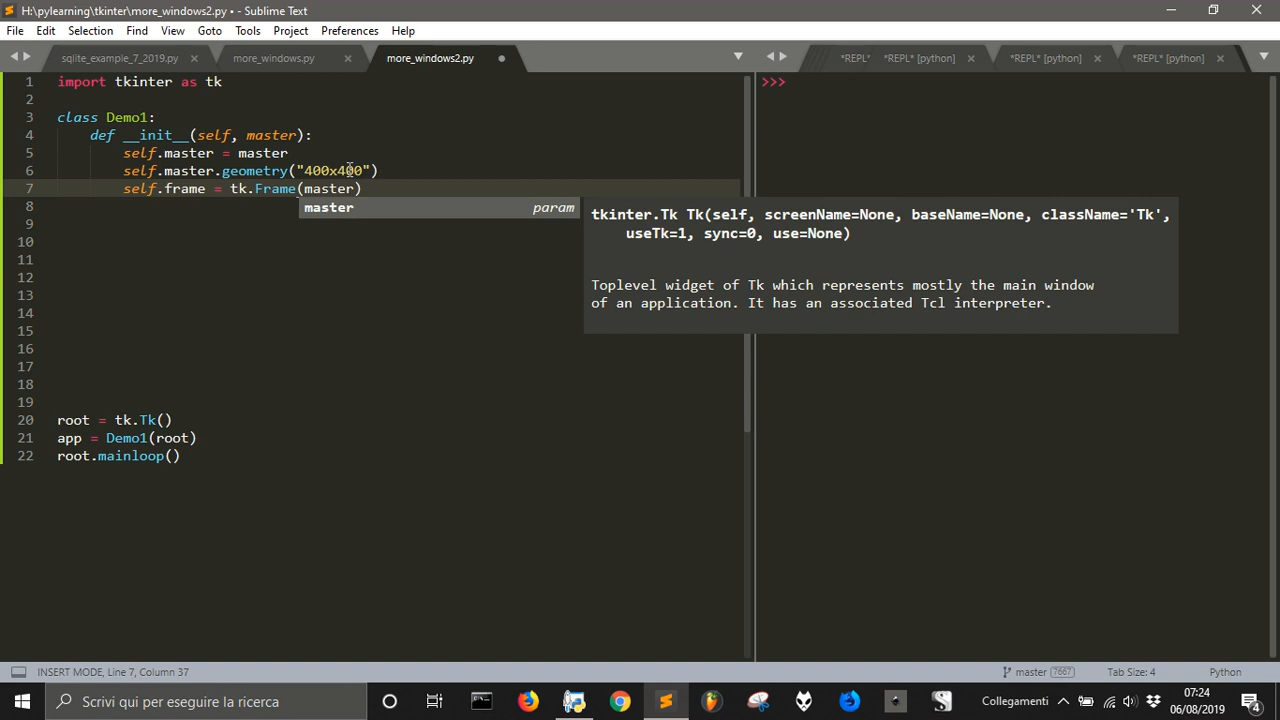 H:\pylearning\tkinter\more_windows2.py • - Sublime Text
File Edit Selection Find View Goto Tools Project Preferences Help
sqlite_example_7_2019.py × more_windows.py × more_windows2.py
*REPL* *REPL* [python] × *REPL* [python] × *REPL* [python] ×
1 import tkinter as tk
2
3 class Demo1:
4 def __init__(self, master):
5 self.master = master
6 self.master.geometry("400x400")
7 self.frame = tk.Frame(master)
8
9
10
11
12
13
14
15
16
17
18
19
20 root = tk.Tk()
21 app = Demo1(root)
22 root.mainloop()
master param
tkinter.Tk Tk(self, screenName=None, baseName=None, className='Tk',
useTk=1, sync=0, use=None)
Toplevel widget of Tk which represents mostly the main window
of an application. It has an associated Tcl interpreter.
>>>
INSERT MODE, Line 7, Column 37
master 7667
Tab Size: 4
Python
Scrivi qui per eseguire la ricerca
Collegamenti
07:24
06/08/2019
4